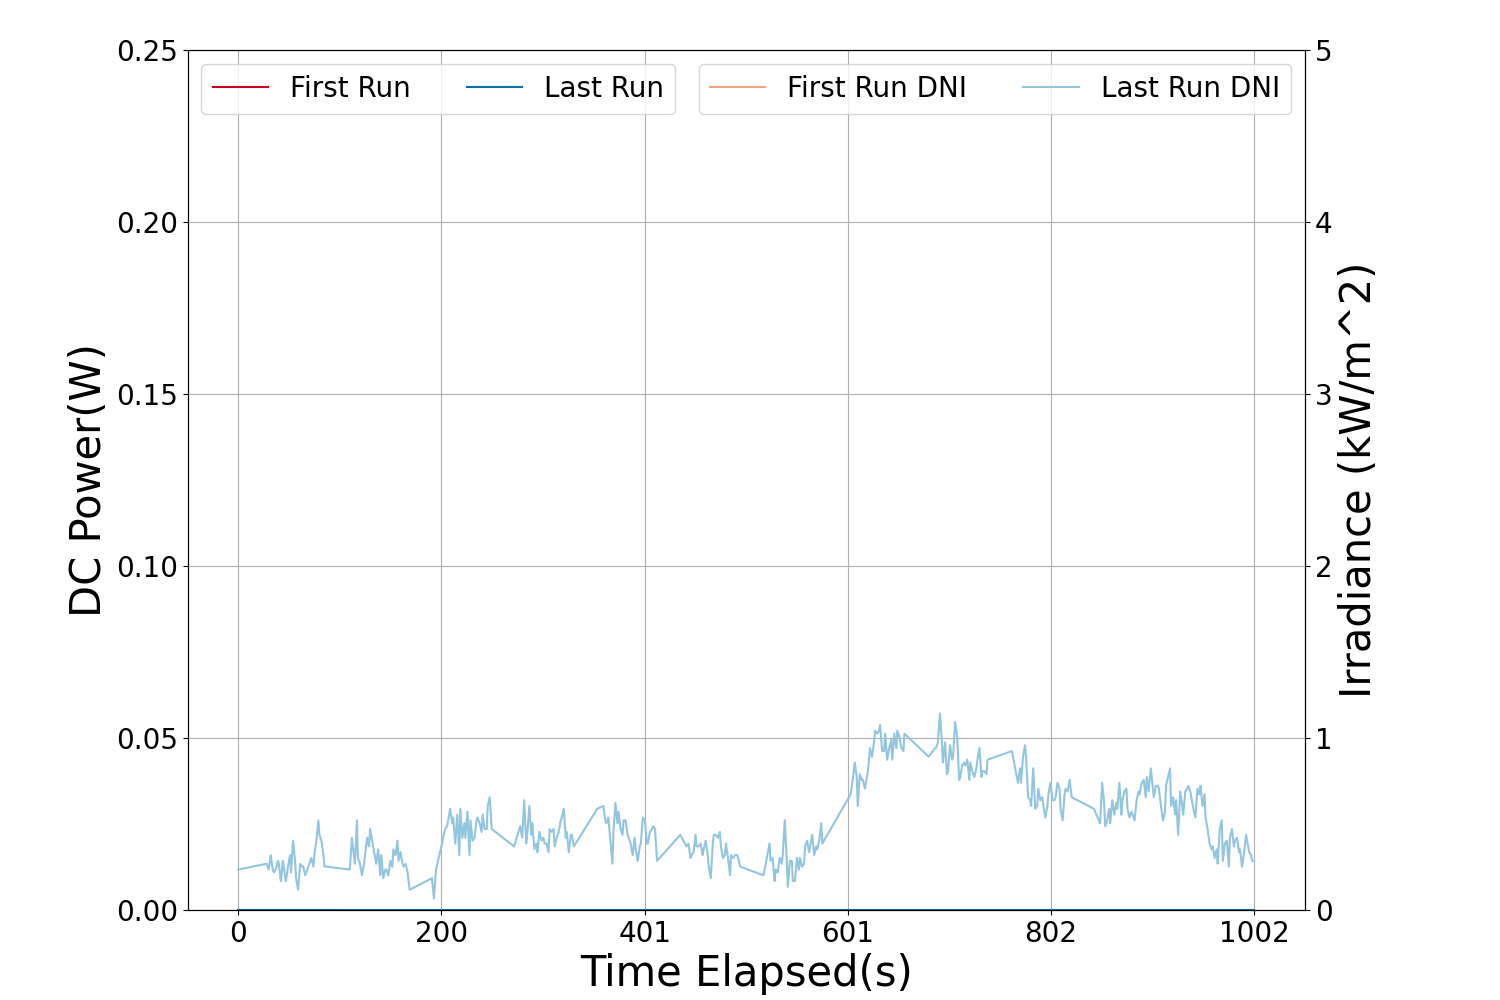 First Run
Last Run
First Run DNI
Last Run DNI
0.25
0.20
0.15
0.10
0.05
0.00
DC Power(W)
5
4
3
2
1
0
Irradiance (kW/m^2)
0
200
401
601
802
1002
Time Elapsed(s)